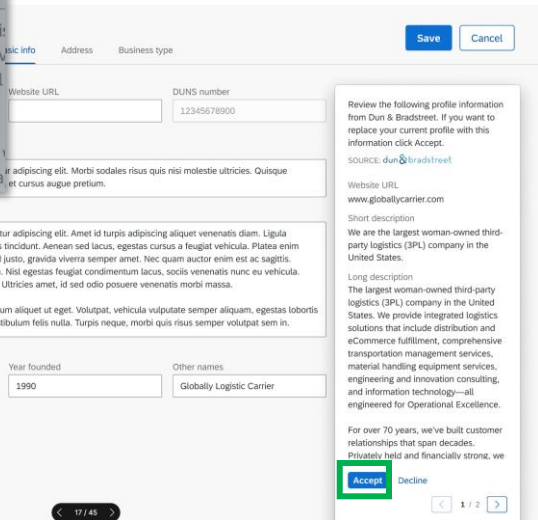 Save
Cancel
info
Address
Business type
Website URL
DUNS number
12345678900
adipiscing elit. Morbi sodales risus quis nisi molestie ultricies. Quisque
et cursus augue pretium.
tur adipiscing elit. Amet id turpis adipiscing aliquet venenatis diam. Ligula
tincidunt. Aenean sed lacus, egestas cursus a feugiat vehicula. Platea enim
justo, gravida viverra semper amet. Nec quam auctor enim est ac sagittis.
. Nisl egestas feugiat condimentum lacus, sociis venenatis nunc eu vehicula.
Ultricies amet, id sed odio posuere venenatis morbi massa.
um aliquet ut eget. Volutpat, vehicula vulputate semper aliquam, egestas lobortis
tibulum felis nulla. Turpis neque, morbi quis risus semper volutpat sem in.
Year founded
Other names
1990
Globally Logistic Carrier
17 / 45
Review the following profile information
from Dun & Bradstreet. If you want to
replace your current profile with this
information click Accept.
SOURCE: dun & bradstreet
Website URL
www.globallycarrier.com
Short description
We are the largest woman-owned third-
party logistics (3PL) company in the
United States.
Long description
The largest woman-owned third-party
logistics (3PL) company in the United
States. We provide integrated logistics
solutions that include distribution and
eCommerce fulfillment, comprehensive
transportation management services,
material handling equipment services,
engineering and innovation consulting,
and information technology—all
engineered for Operational Excellence.
For over 70 years, we've built customer
relationships that span decades.
Privately held and financially strong, we
Accept
Decline
1 / 2